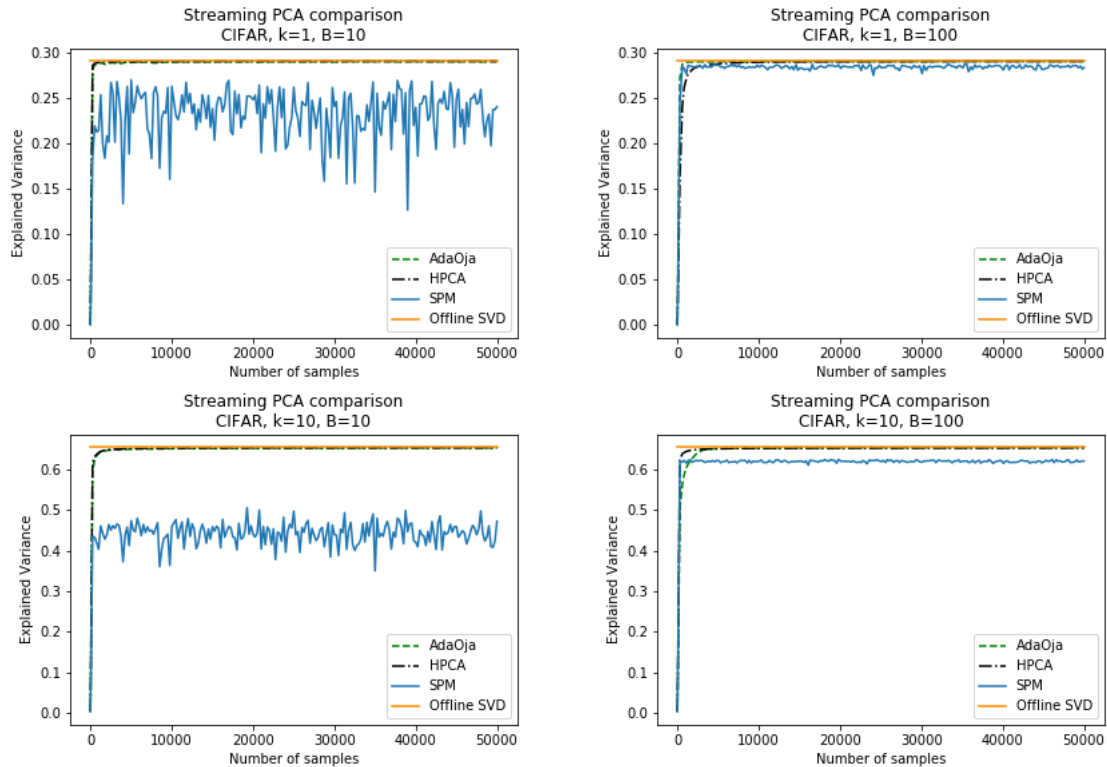 Streaming PCA comparison
CIFAR, k=1, B=10
0.30
0.25
0.20
0.15
0.10
0.05
0.00
Explained Variance
AdaOja
HPCA
SPM
Offline SVD
0 10000 20000 30000 40000 50000
Number of samples
Streaming PCA comparison
CIFAR, k=1, B=100
0.30
0.25
0.20
0.15
0.10
0.05
0.00
Explained Variance
AdaOja
HPCA
SPM
Offline SVD
0 10000 20000 30000 40000 50000
Number of samples
Streaming PCA comparison
CIFAR, k=10, B=10
0.6
0.5
0.4
0.3
0.2
0.1
0.0
Explained Variance
AdaOja
HPCA
SPM
Offline SVD
0 10000 20000 30000 40000 50000
Number of samples
Streaming PCA comparison
CIFAR, k=10, B=100
0.6
0.5
0.4
0.3
0.2
0.1
0.0
Explained Variance
AdaOja
HPCA
SPM
Offline SVD
0 10000 20000 30000 40000 50000
Number of samples